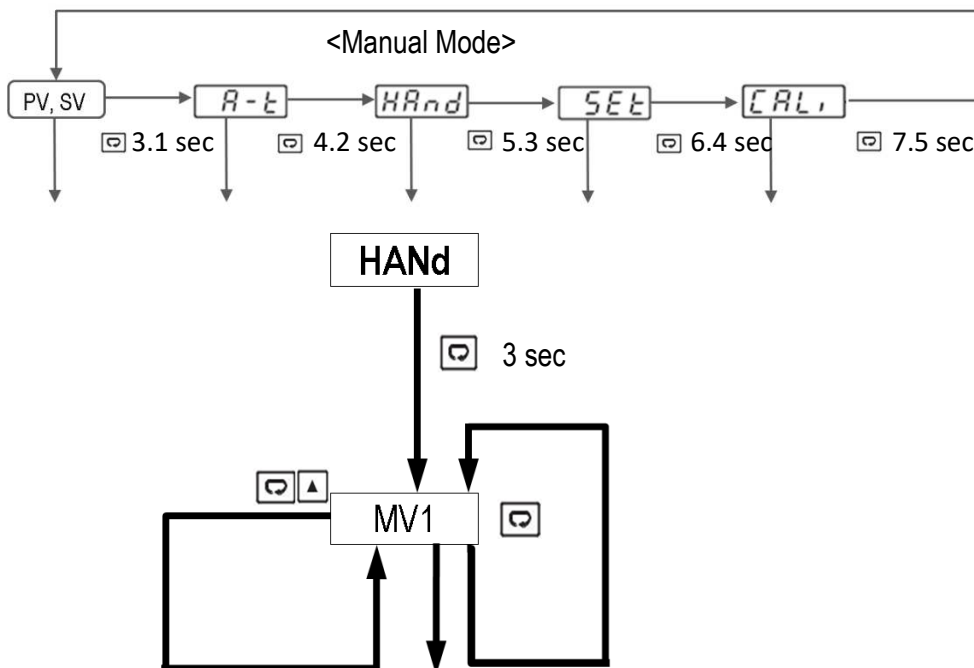 <Manual Mode>
PV, SV A-t HAnd SEt CALi
3.1 sec 4.2 sec 5.3 sec 6.4 sec 7.5 sec
HANd
3 sec
MV1